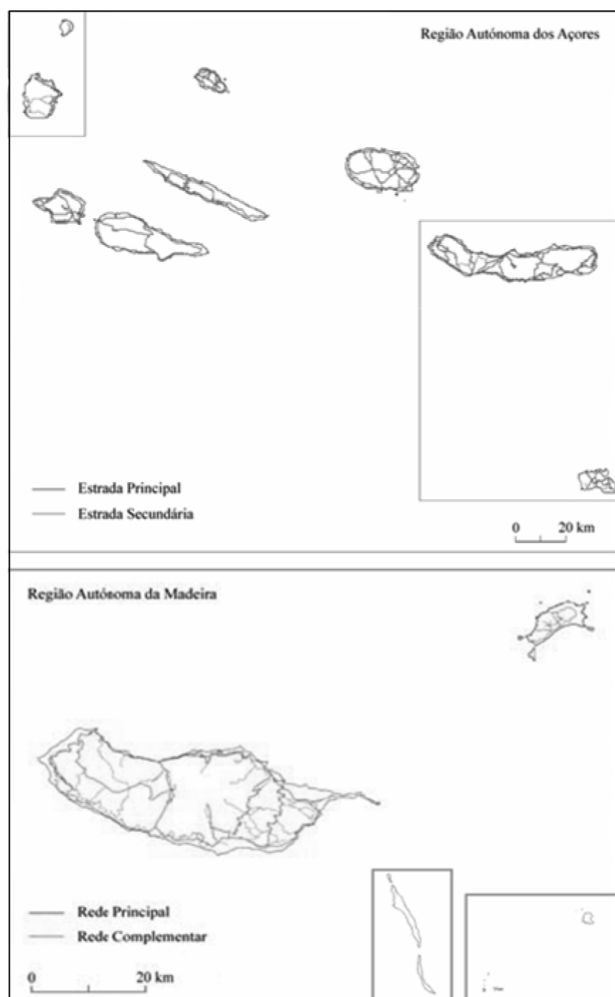 Região Autónoma dos Açores
Estrada Principal
Estrada Secundária
0 20 km
Região Autónoma da Madeira
Rede Principal
Rede Complementar
0 20 km